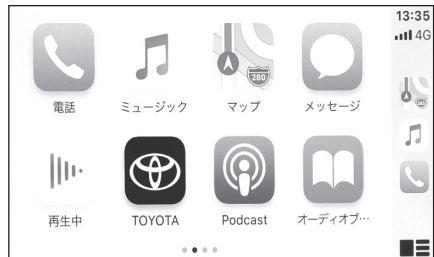 13:35
4G
電話
ミュージック
マップ
メッセージ
280
再生中
TOYOTA
Podcast
オーディオブ…